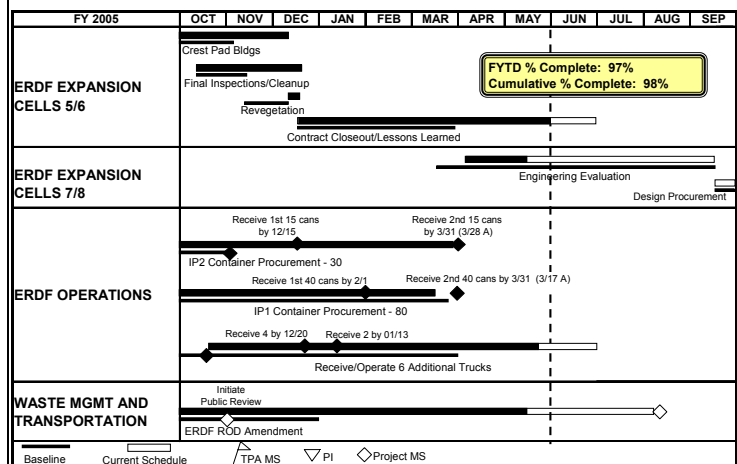 FY 2005 OCT NOV DEC JAN FEB MAR APR MAY JUN JUL AUG SEP
ERDF EXPANSION
CELLS 5/6
Crest Pad Bldgs
Final Inspections/Cleanup
Revegetation
Contract Closeout/Lessons Learned
FYTD % Complete: 97%
Cumulative % Complete: 98%
ERDF EXPANSION
CELLS 7/8
Engineering Evaluation
Design Procurement
ERDF OPERATIONS
Receive 1st 15 cans
by 12/15
Receive 2nd 15 cans
by 3/31 (3/28 A)
IP2 Container Procurement - 30
Receive 1st 40 cans by 2/1
Receive 2nd 40 cans by 3/31 (3/17 A)
IP1 Container Procurement - 80
Receive 4 by 12/20
Receive 2 by 01/13
Receive/Operate 6 Additional Trucks
WASTE MGMT AND
TRANSPORTATION
Initiate
Public Review
ERDF ROD Amendment
Baseline Current Schedule TPA MS PI Project MS